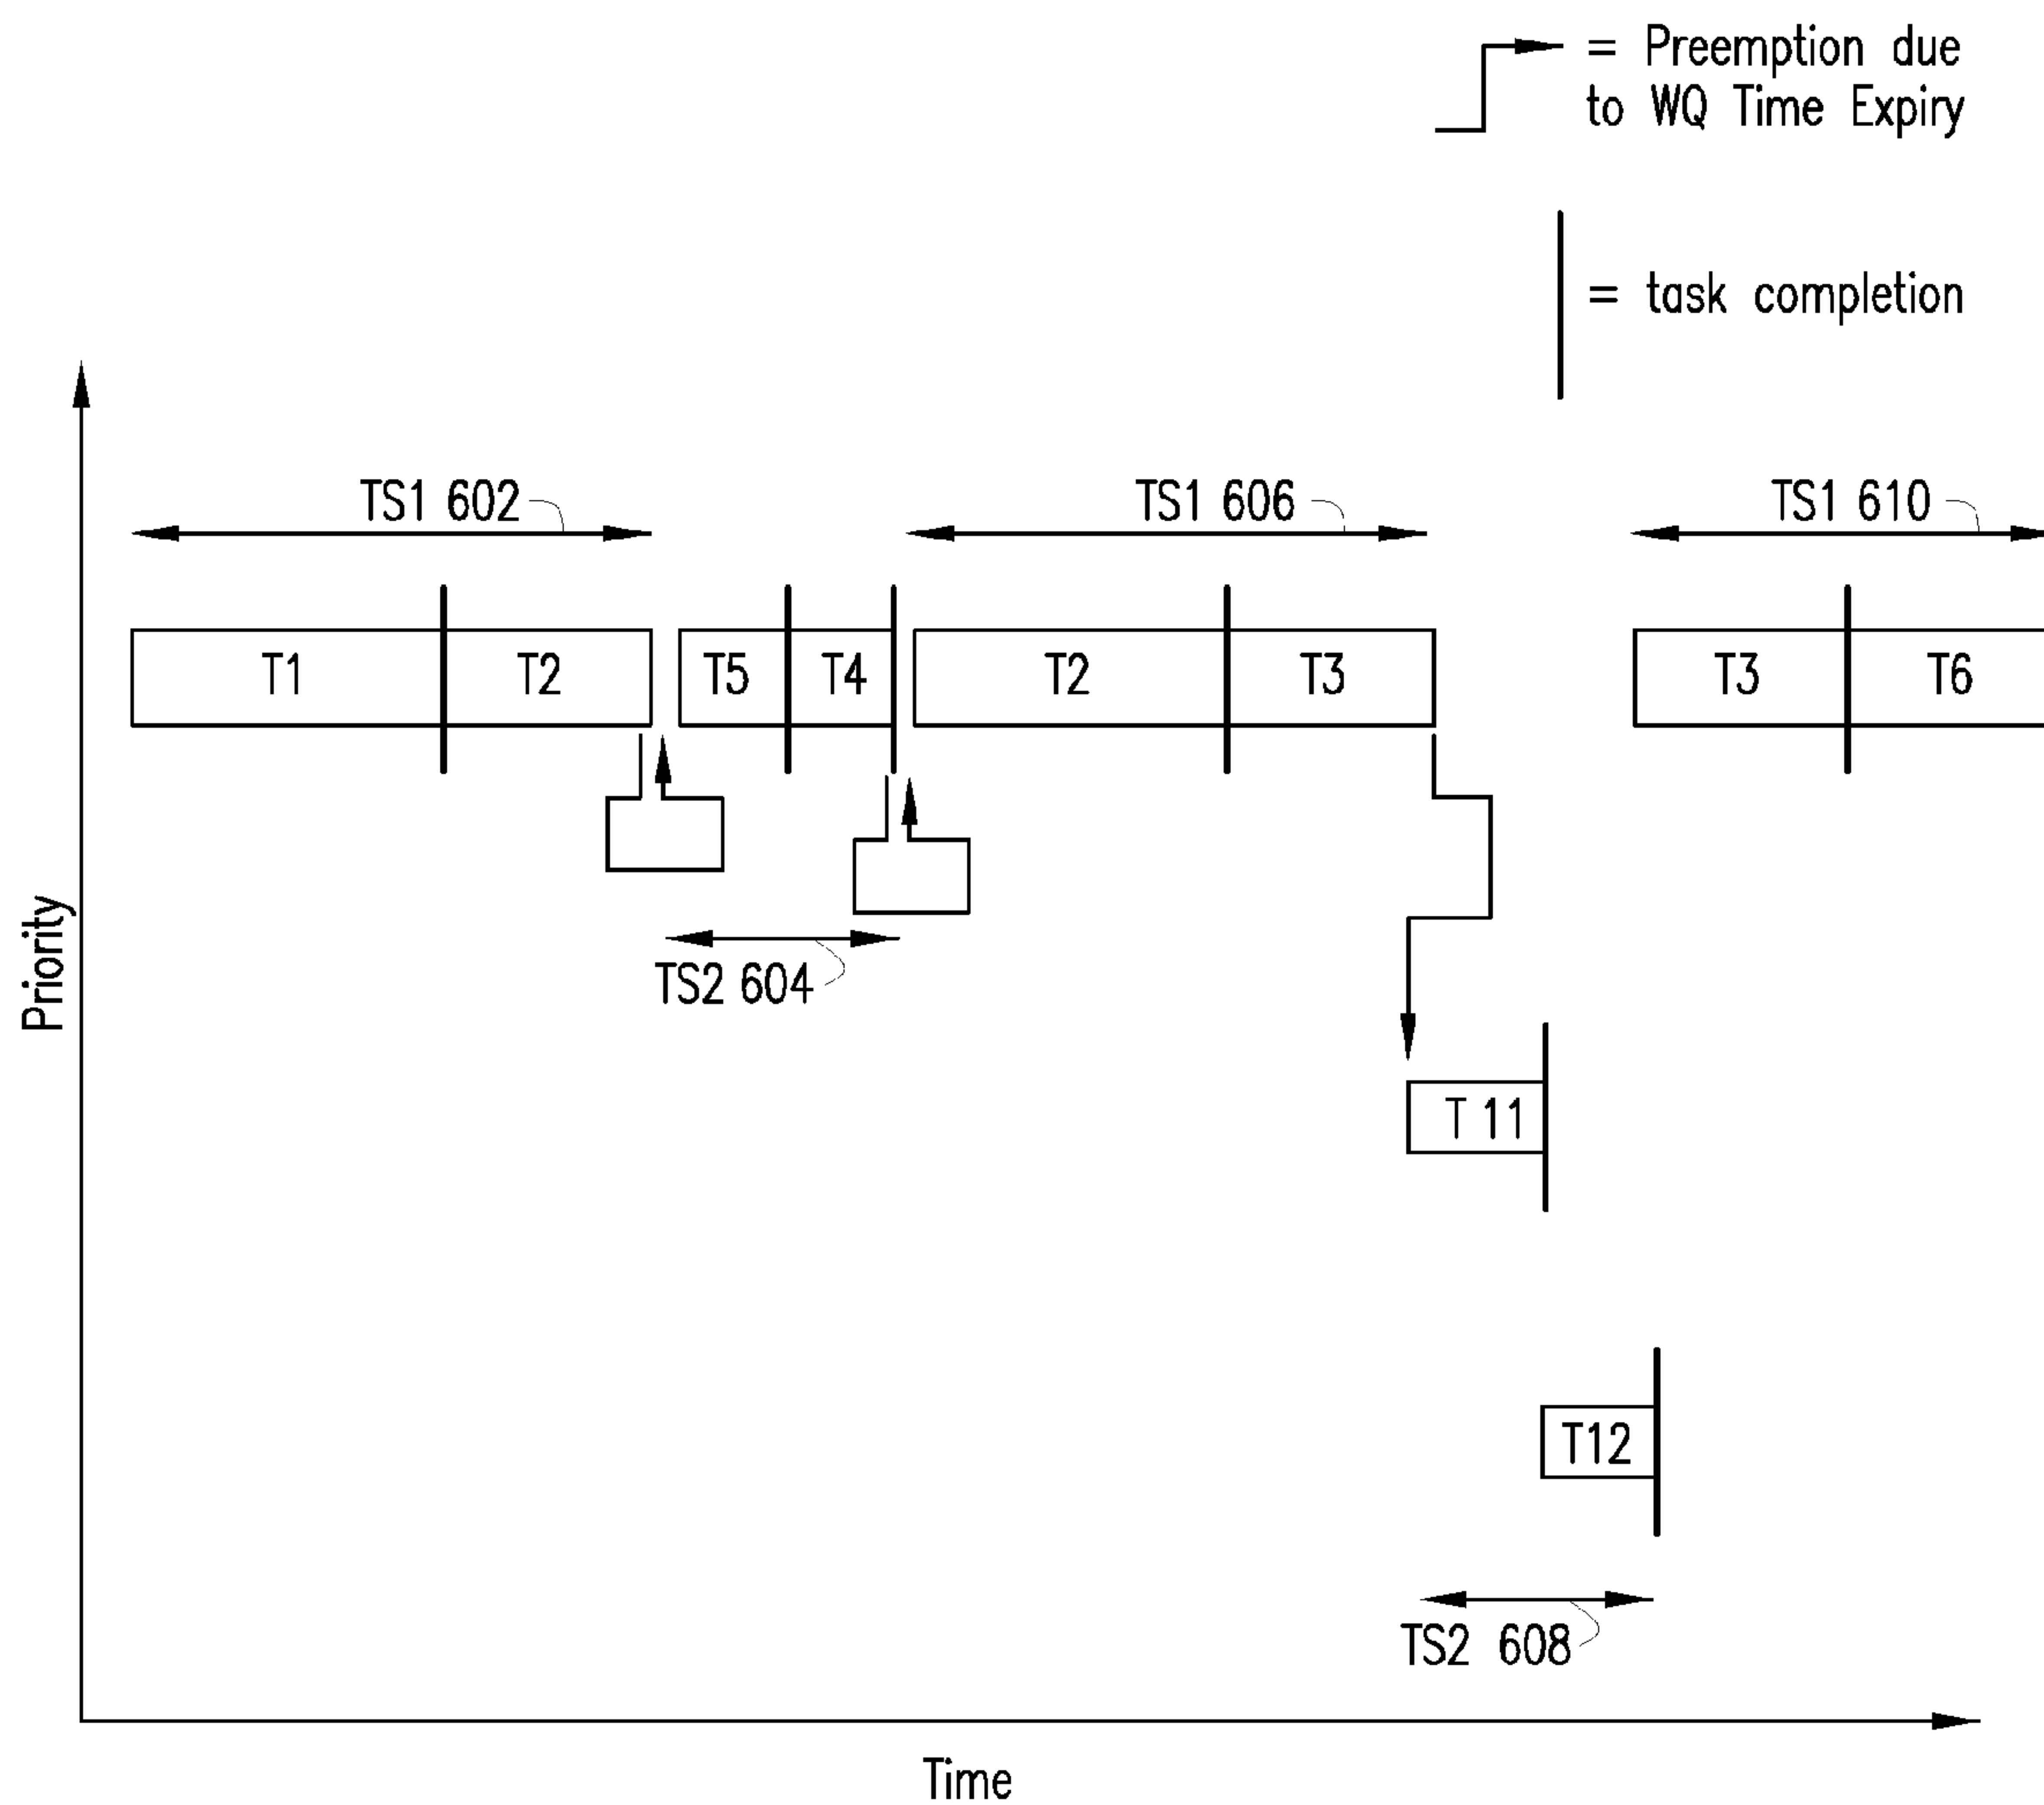 = Preemption due
to WQ Time Expiry
= task completion
TS1 602
TS1 606
TS1 610
T1
T2
T5
T4
T2
T3
T3
T6
TS2 604
Priority
T 11
T12
TS2 608
Time